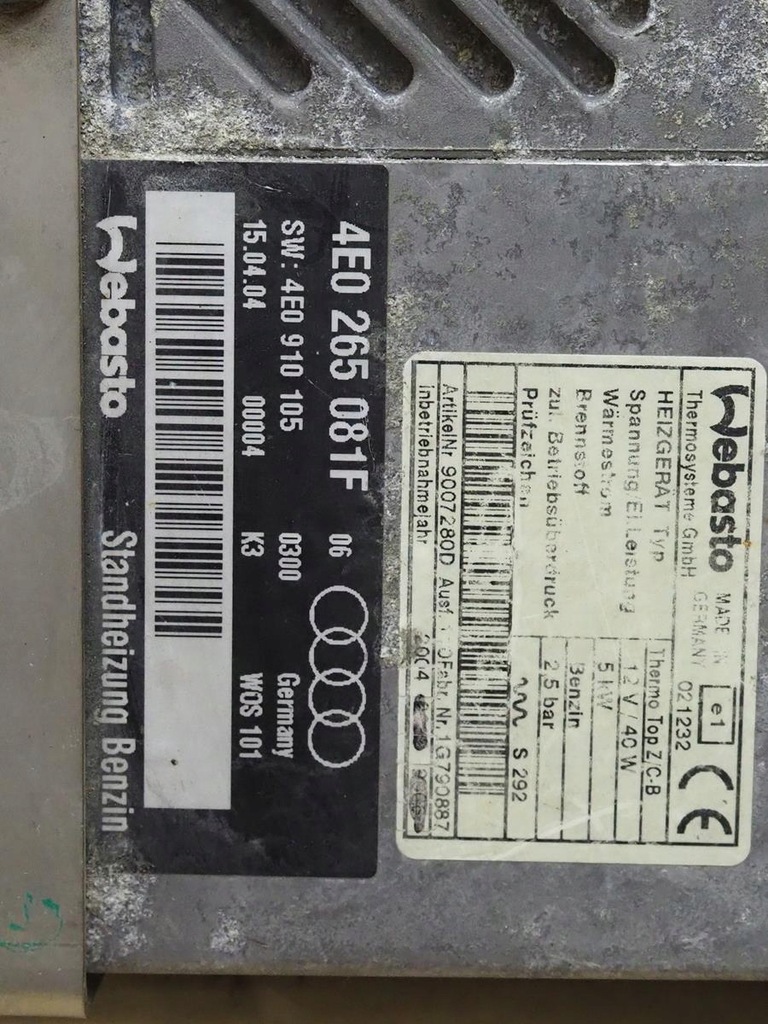 4E0 265 081F 06
SW: 4E0 910 105 0300 Germany
15.04.04 00004 K3 WOS 101
Webasto Standheizung Benzin
Webasto MADE IN GERMANY e1
Thermosysteme GmbH 021232 CE
HEIZGERÄT Typ Thermo Top Z/C-B
Spannung/El.Leistung 12 V / 40 W
Wärmestrom 5 kW
Brennstoff Benzin
zul. Betriebsüberdruck 2,5 bar
Prüfzeichen S 292
ArtikelNr 9007280D Ausf. Fabr. Nr. 1G790887
Inbetriebnahmejahr 2004